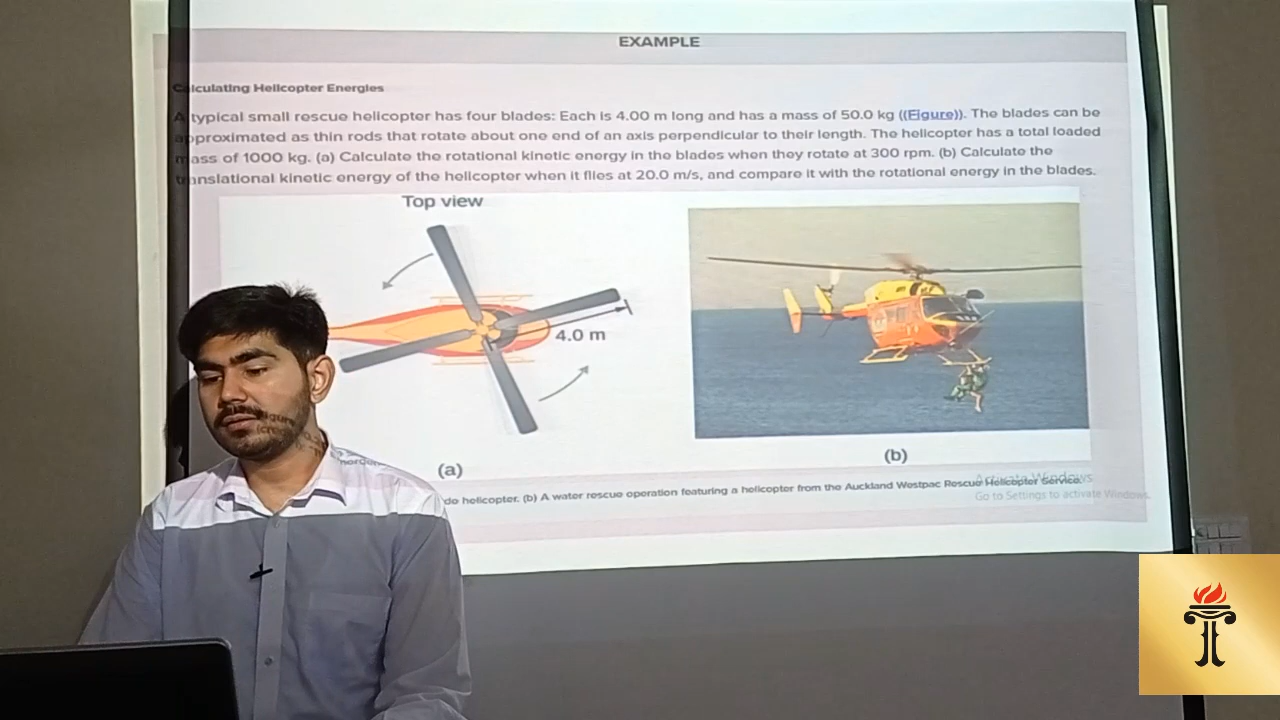 EXAMPLE
Calculating Helicopter Energies
A typical small rescue helicopter has four blades: Each is 4.00 m long and has a mass of 50.0 kg ((Figure)). The blades can be
approximated as thin rods that rotate about one end of an axis perpendicular to their length. The helicopter has a total loaded
mass of 1000 kg. (a) Calculate the rotational kinetic energy in the blades when they rotate at 300 rpm. (b) Calculate the
translational kinetic energy of the helicopter when it flies at 20.0 m/s, and compare it with the rotational energy in the blades.
Top view
4.0 m
(a)
(b)
helicopter. (b) A water rescue operation featuring a helicopter from the Auckland Westpac Rescue Helicopter Service.
Activate Windows
Go to Settings to activate Windows.